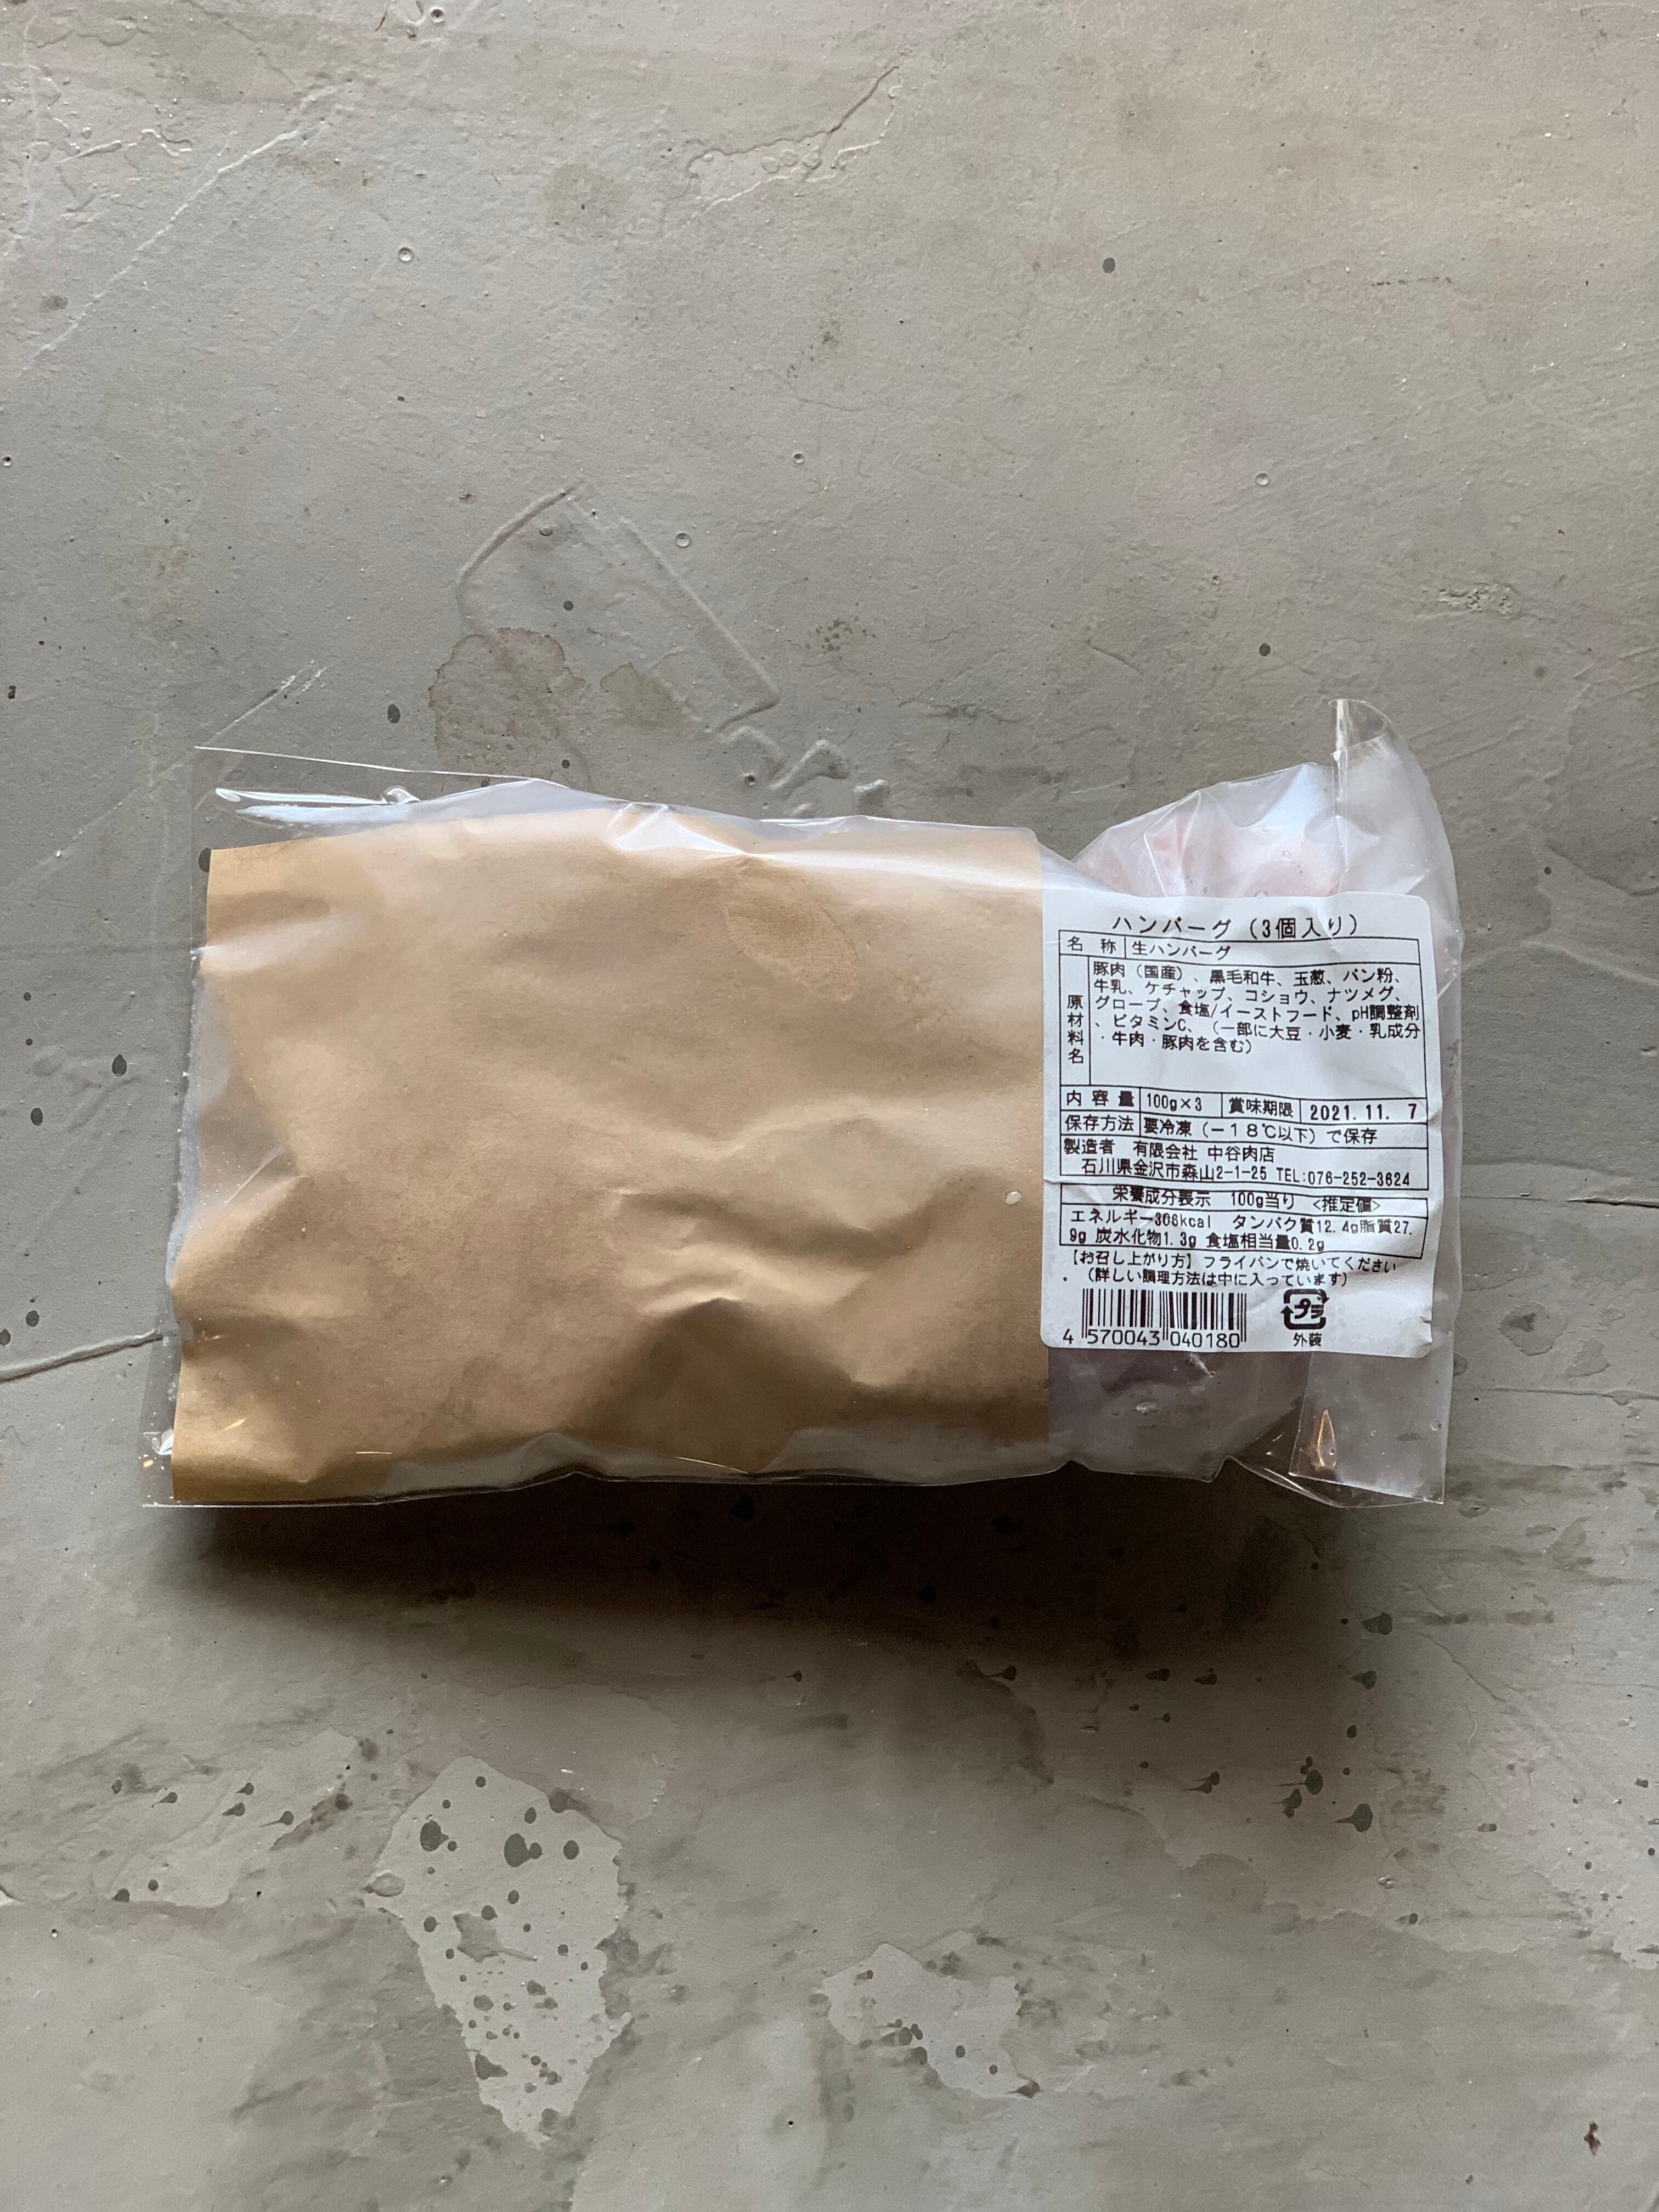 ハンバーグ（3個入り）
名 称 生ハンバーグ
原材料名 豚肉（国産）、黒毛和牛、玉葱、パン粉、
牛乳、ケチャップ、コショウ、ナツメグ、
グローブ、食塩/イーストフード、pH調整剤
、ビタミンC、（一部に大豆・小麦・乳成分
・牛肉・豚肉を含む）
内 容 量 100g×3 賞味期限 2021.11. 7
保存方法 要冷凍（－１８℃以下）で保存
製造者 有限会社 中谷肉店
石川県金沢市森山2-1-25 TEL:076-252-3624
栄養成分表示 100g当り <推定値>
エネルギー308kcal タンパク質12.4g脂質27.
9g 炭水化物1.3g 食塩相当量0.2g
【お召し上がり方】フライパンで焼いてください
。（詳しい調理方法は中に入っています）
4 570043 040180
プラ
外装